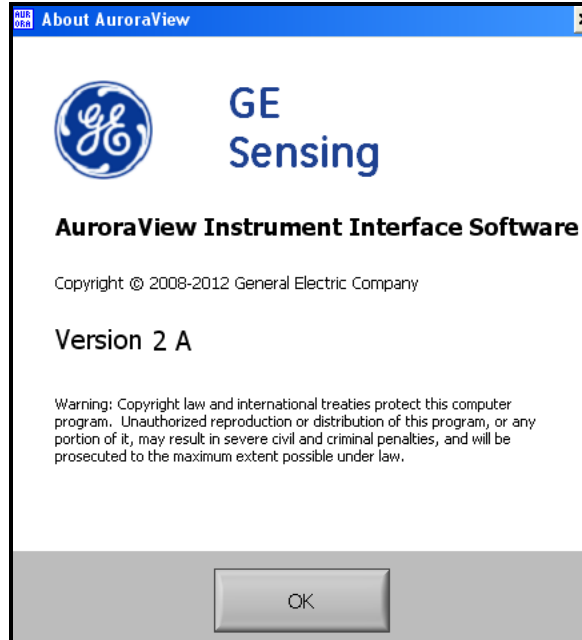 AUR
ORA
About AuroraView
GE
GE
Sensing
AuroraView Instrument Interface Software
Copyright © 2008-2012 General Electric Company
Version 2 A
Warning: Copyright law and international treaties protect this computer
program. Unauthorized reproduction or distribution of this program, or any
portion of it, may result in severe civil and criminal penalties, and will be
prosecuted to the maximum extent possible under law.
OK